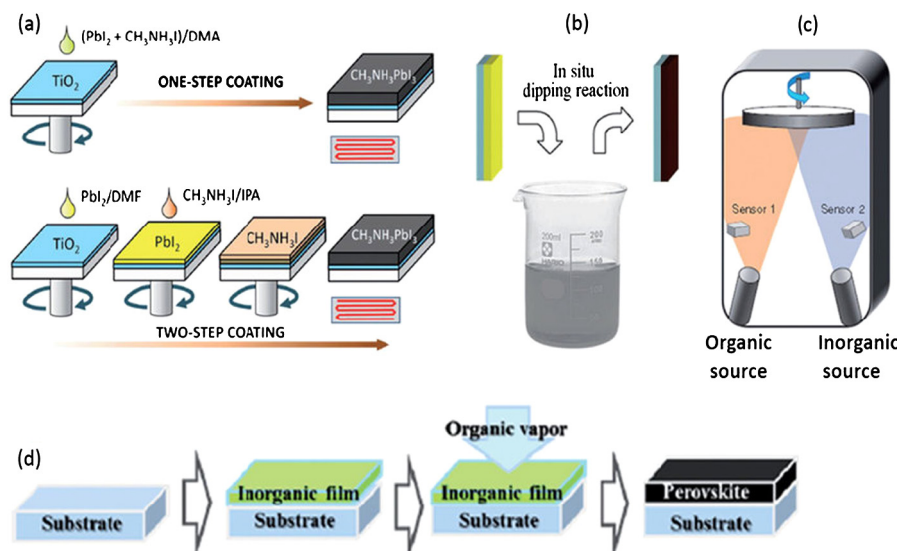 (a)
(PbI2 + CH3NH3I)/DMA
TiO2
ONE-STEP COATING
CH3NH3PbI3
PbI2/DMF
CH3NH3I/IPA
TiO2
PbI2
CH3NH3I
CH3NH3PbI3
TWO-STEP COATING
(b)
In situ
dipping reaction
200ml
200
150
(c)
Sensor 1
Sensor 2
Organic
source
Inorganic
source
(d)
Substrate
Inorganic film
Substrate
Organic vapor
Inorganic film
Substrate
Perovskite
Substrate